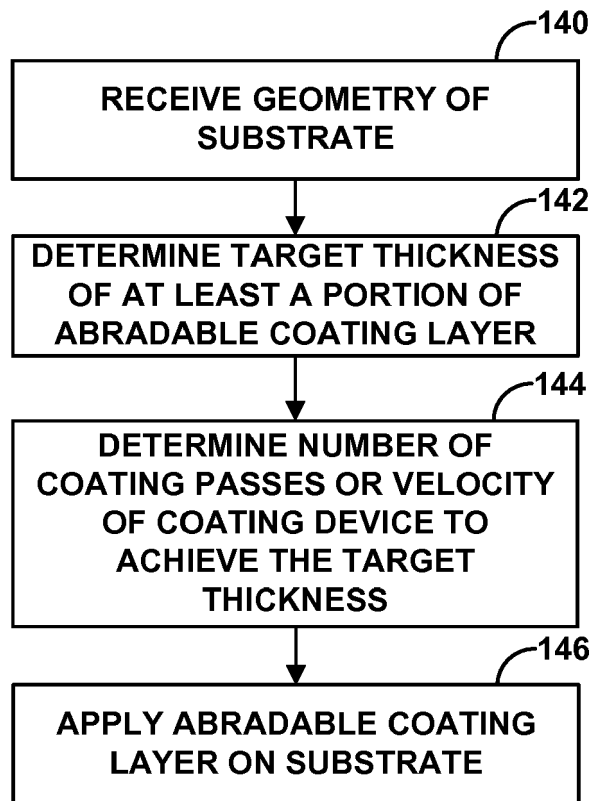 140
RECEIVE GEOMETRY OF
SUBSTRATE
142
DETERMINE TARGET THICKNESS
OF AT LEAST A PORTION OF
ABRADABLE COATING LAYER
144
DETERMINE NUMBER OF
COATING PASSES OR VELOCITY
OF COATING DEVICE TO
ACHIEVE THE TARGET
THICKNESS
146
APPLY ABRADABLE COATING
LAYER ON SUBSTRATE